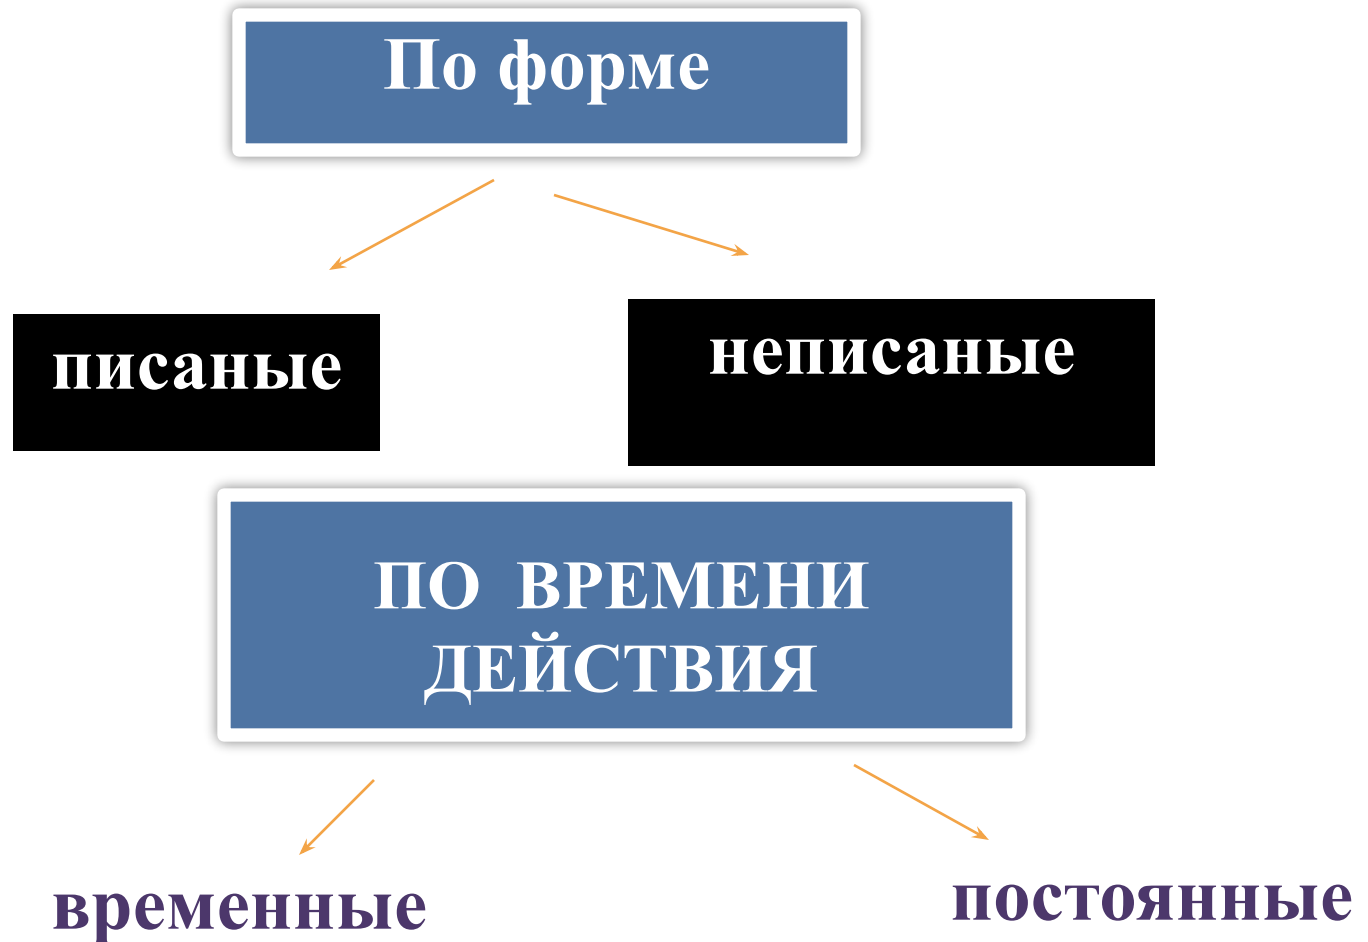 По форме
писаные
неписаные
ПО ВРЕМЕНИ
ДЕЙСТВИЯ
временные
постоянные